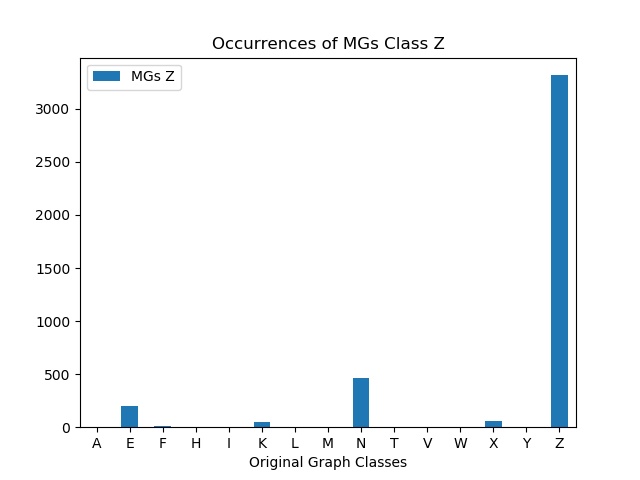 Occurrences of MGs Class Z
MGs Z
3000
2500
2000
1500
1000
500
0
A E F H I K L M N T V W X Y Z
Original Graph Classes